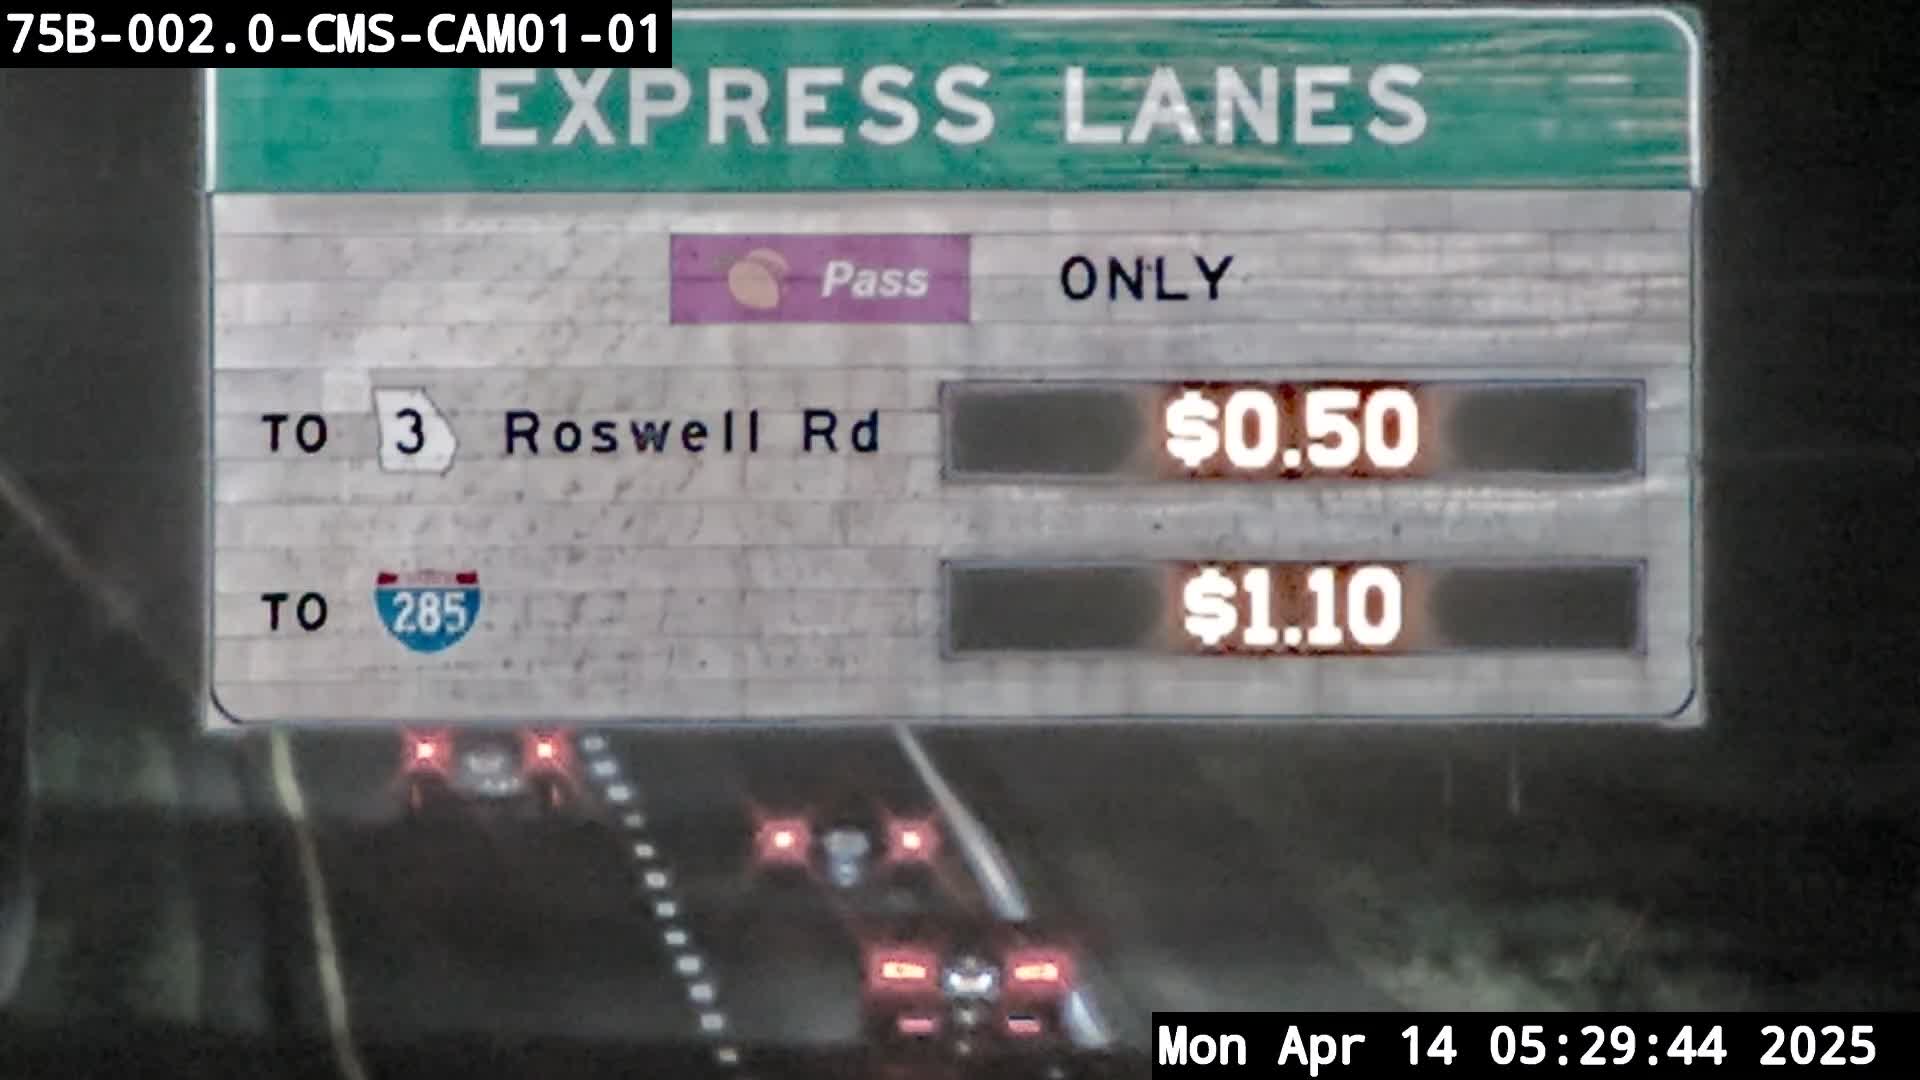 75B-002.0-CMS-CAM01-01
EXPRESS LANES
Pass ONLY
TO 3 Roswell Rd $0.50
TO 285 $1.10
Mon Apr 14 05:29:44 2025